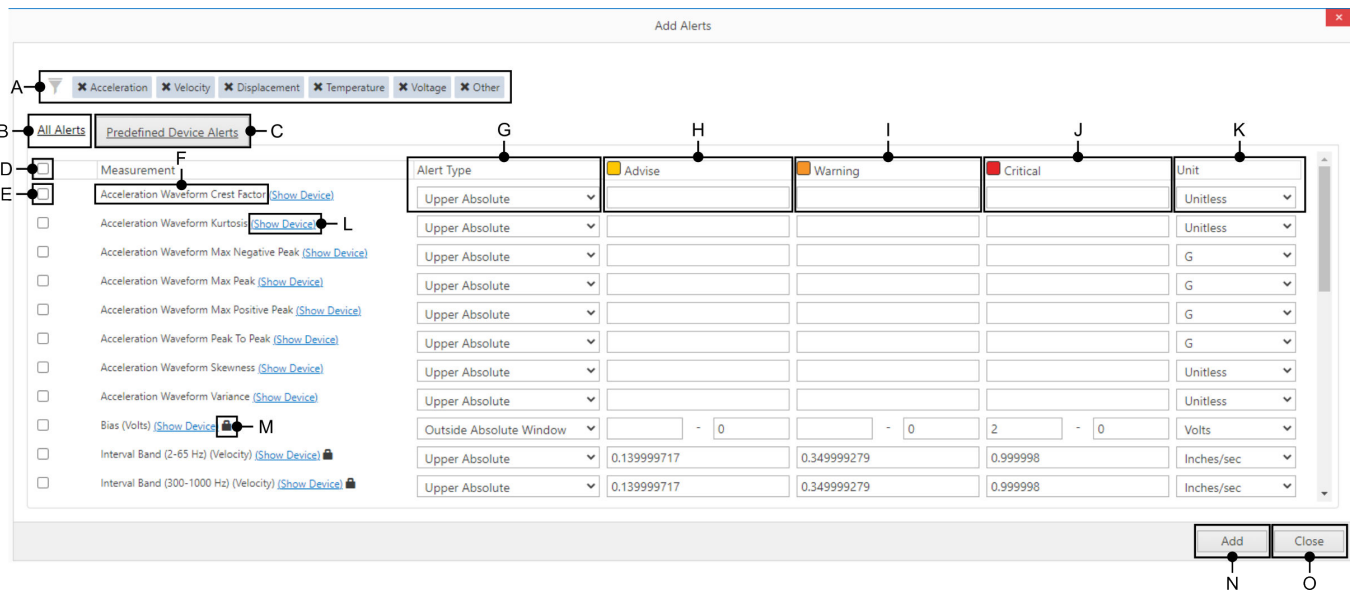 Add Alerts
A ✖ Acceleration ✖ Velocity ✖ Displacement ✖ Temperature ✖ Voltage ✖ Other
B All Alerts Predefined Device Alerts C G H I J K
F
D Measurement Alert Type Advise Warning Critical Unit
E Acceleration Waveform Crest Factor (Show Device) Upper Absolute Unitless
Acceleration Waveform Kurtosis (Show Device) L Upper Absolute Unitless
Acceleration Waveform Max Negative Peak (Show Device) Upper Absolute G
Acceleration Waveform Max Peak (Show Device) Upper Absolute G
Acceleration Waveform Max Positive Peak (Show Device) Upper Absolute G
Acceleration Waveform Peak To Peak (Show Device) Upper Absolute G
Acceleration Waveform Skewness (Show Device) Upper Absolute Unitless
Acceleration Waveform Variance (Show Device) Upper Absolute Unitless
Bias (Volts) (Show Device) M Outside Absolute Window - 0 - 0 2 - 0 Volts
Interval Band (2-65 Hz) (Velocity) (Show Device) Upper Absolute 0.139999717 0.349999279 0.999998 Inches/sec
Interval Band (300-1000 Hz) (Velocity) (Show Device) Upper Absolute 0.139999717 0.349999279 0.999998 Inches/sec
Add Close
N O